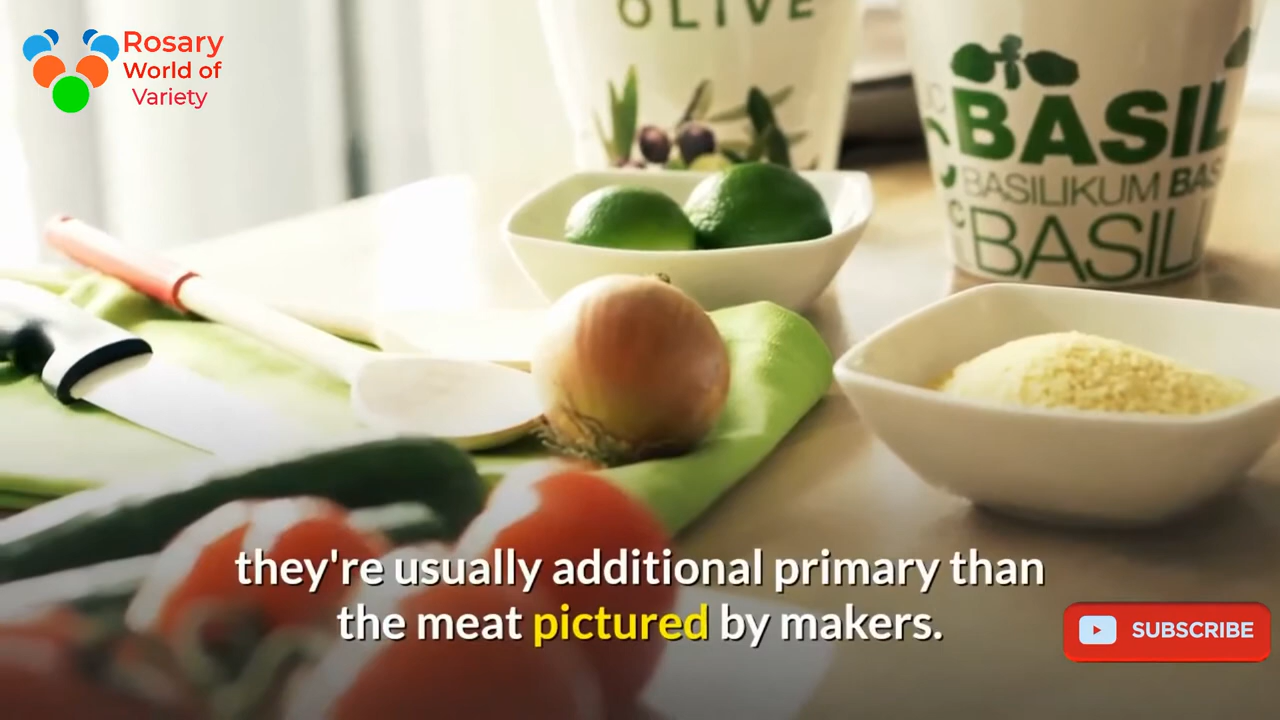 Rosary
World of
Variety
OLIVE
BASIL
BASILIKUM BAS
BASIL
they're usually additional primary than
the meat pictured by makers.
SUBSCRIBE